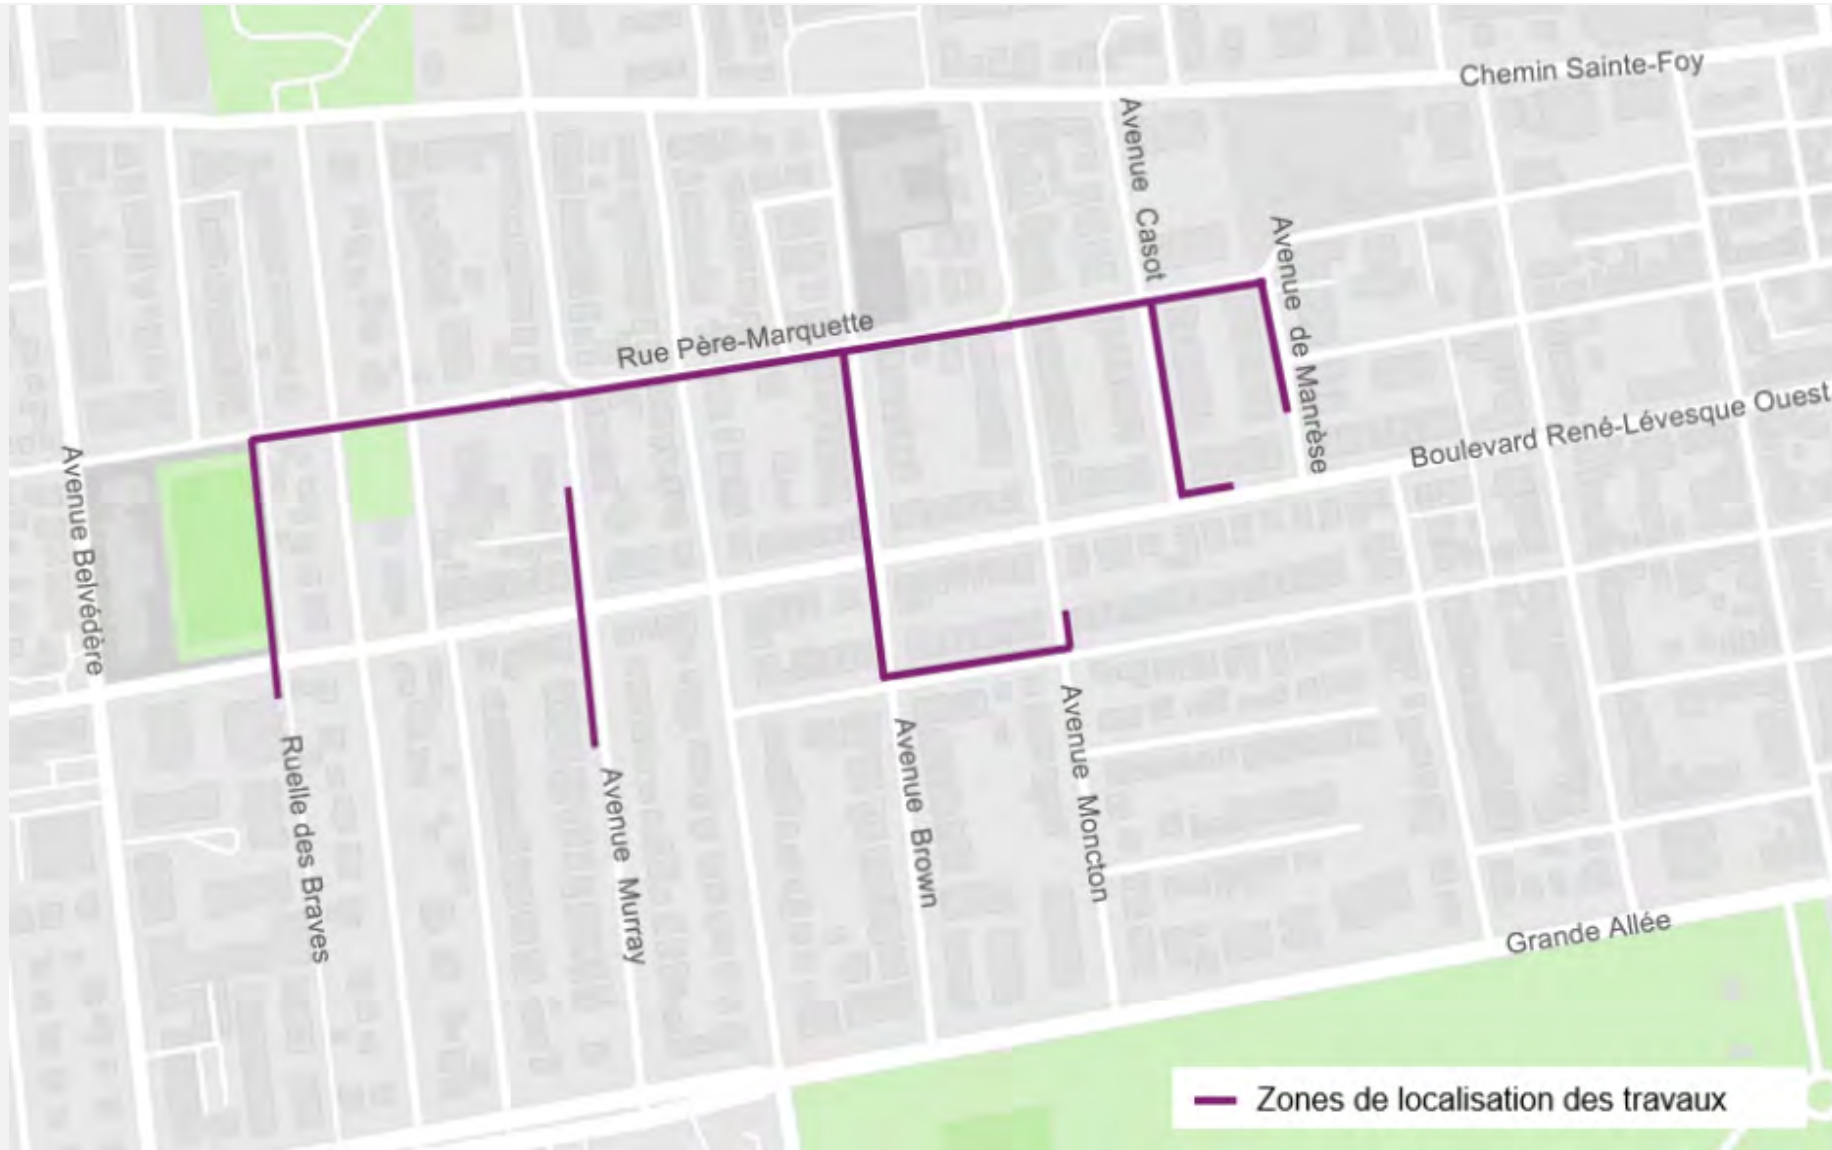 Chemin Sainte-Foy
Avenue Casot
Avenue de Manrèse
Rue Père-Marquette
Boulevard René-Lévesque Ouest
Avenue Belvédère
Ruelle des Braves
Avenue Murray
Avenue Brown
Avenue Moncton
Grande Allée
Zones de localisation des travaux